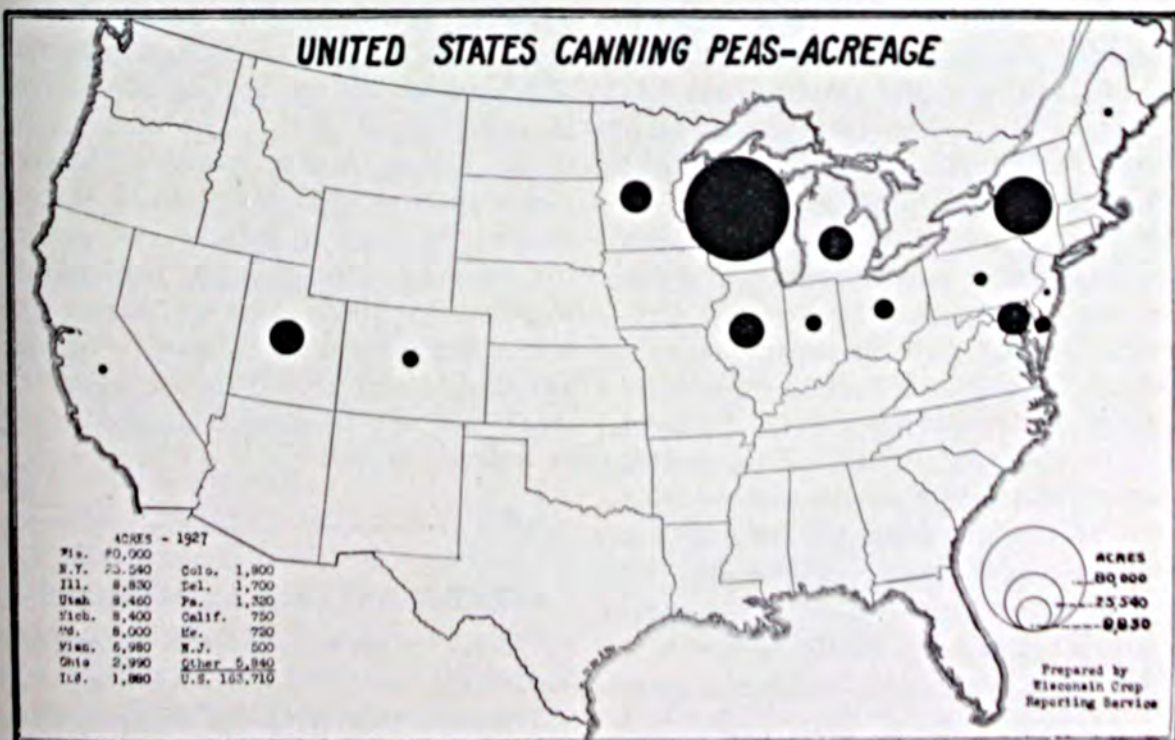 UNITED STATES CANNING PEAS-ACREAGE
ACRES - 1927
Wis. 80,000
N.Y. 25,540 Colo. 1,800
Ill. 8,830 Del. 1,700
Utah 8,460 Pa. 1,320
Mich. 8,400 Calif. 750
Md. 8,000 Me. 720
Minn. 6,980 N.J. 500
Ohio 2,990 Other 5,840
Ind. 1,880 U.S. 163,710
ACRES
80,000
25,540
8,830
Prepared by
Wisconsin Crop
Reporting Service